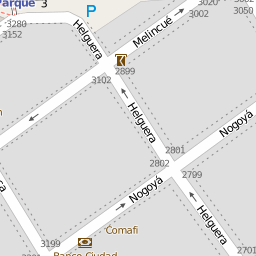 Parque 3
P
3280
3152
Helguera
Melincué
3020
3002
3050
3102
2899
Helguera
Nogoyá
2801
2802
2799
Nogoyá
Helguera
Comafi
3199
Banco Ciudad
2701